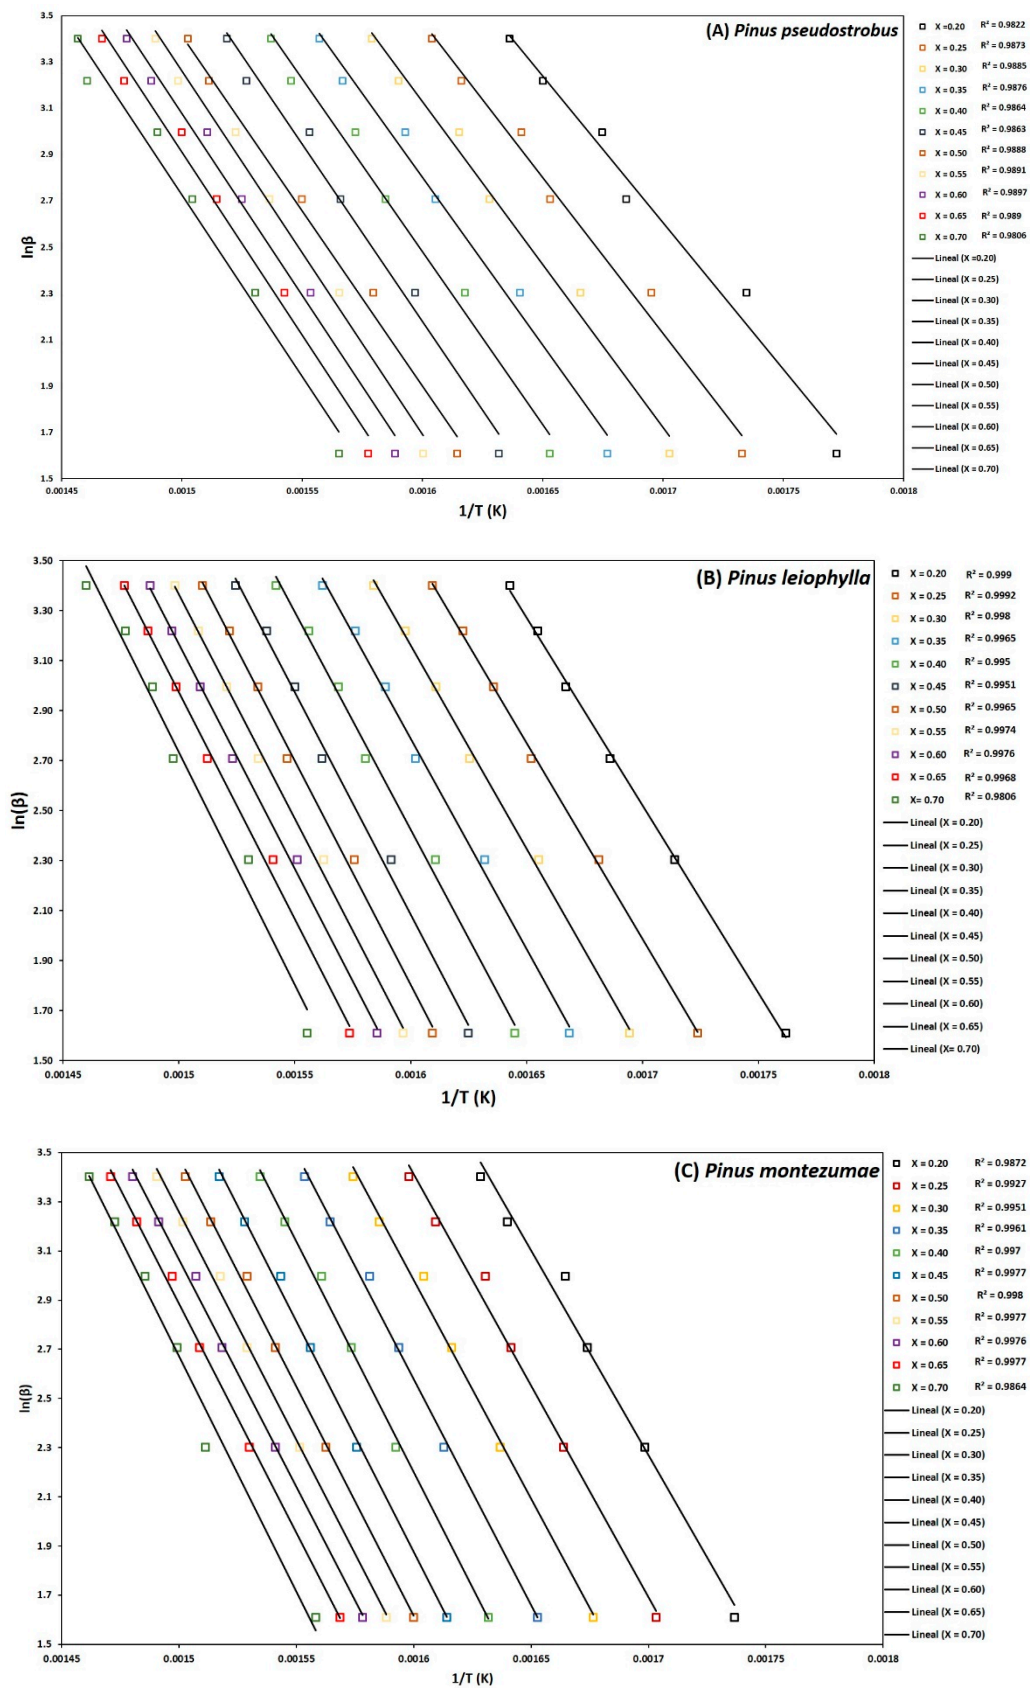 (A) Pinus pseudostrobus
3.5
3.3
3.1
2.9
2.7
2.5
2.3
2.1
1.9
1.7
1.5
lnβ
0.00145 0.0015 0.00155 0.0016 0.00165 0.0017 0.00175 0.0018
1/T (K)
X =0.20 R² = 0.9822
X = 0.25 R² = 0.9873
X = 0.30 R² = 0.9885
X = 0.35 R² = 0.9876
X = 0.40 R² = 0.9864
X = 0.45 R² = 0.9863
X = 0.50 R² = 0.9888
X = 0.55 R² = 0.9891
X = 0.60 R² = 0.9897
X = 0.65 R² = 0.989
X = 0.70 R² = 0.9806
Lineal (X =0.20)
Lineal (X = 0.25)
Lineal (X = 0.30)
Lineal (X = 0.35)
Lineal (X = 0.40)
Lineal (X = 0.45)
Lineal (X = 0.50)
Lineal (X = 0.55)
Lineal (X = 0.60)
Lineal (X = 0.65)
Lineal (X = 0.70)
(B) Pinus leiophylla
3.50
3.30
3.10
2.90
2.70
2.50
2.30
2.10
1.90
1.70
1.50
ln(β)
0.00145 0.0015 0.00155 0.0016 0.00165 0.0017 0.00175 0.0018
1/T (K)
X = 0.20 R² = 0.999
X = 0.25 R² = 0.9992
X = 0.30 R² = 0.998
X = 0.35 R² = 0.9965
X = 0.40 R² = 0.995
X = 0.45 R² = 0.9951
X = 0.50 R² = 0.9965
X = 0.55 R² = 0.9974
X = 0.60 R² = 0.9976
X = 0.65 R² = 0.9968
X= 0.70 R² = 0.9806
Lineal (X = 0.20)
Lineal (X = 0.25)
Lineal (X = 0.30)
Lineal (X = 0.35)
Lineal (X = 0.40)
Lineal (X = 0.45)
Lineal (X = 0.50)
Lineal (X = 0.55)
Lineal (X = 0.60)
Lineal (X = 0.65)
Lineal (X= 0.70)
(C) Pinus montezumae
3.5
3.3
3.1
2.9
2.7
2.5
2.3
2.1
1.9
1.7
1.5
ln(β)
0.00145 0.0015 0.00155 0.0016 0.00165 0.0017 0.00175 0.0018
1/T (K)
X = 0.20 R² = 0.9872
X = 0.25 R² = 0.9927
X = 0.30 R² = 0.9951
X = 0.35 R² = 0.9961
X = 0.40 R² = 0.997
X = 0.45 R² = 0.9977
X = 0.50 R² = 0.998
X = 0.55 R² = 0.9977
X = 0.60 R² = 0.9976
X = 0.65 R² = 0.9977
X = 0.70 R² = 0.9864
Lineal (X = 0.20)
Lineal (X = 0.25)
Lineal (X = 0.30)
Lineal (X = 0.35)
Lineal (X = 0.40)
Lineal (X = 0.45)
Lineal (X = 0.50)
Lineal (X = 0.55)
Lineal (X = 0.60)
Lineal (X = 0.65)
Lineal (X = 0.70)